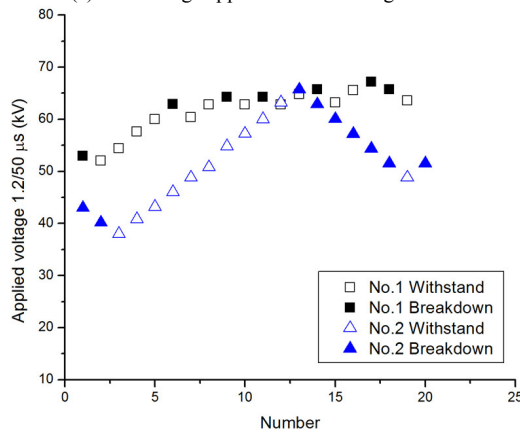 80
70
60
50
40
30
20
10
0
5
10
15
20
25
Applied voltage 1.2/50 μs (kV)
Number
No.1 Withstand
No.1 Breakdown
No.2 Withstand
No.2 Breakdown